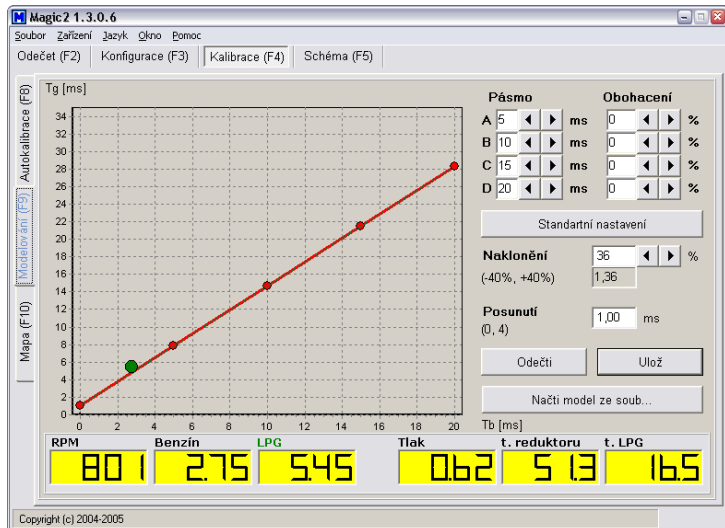 Magic2 1.3.0.6
Soubor Zařízení Jazyk Okno Pomoc
Odečet (F2) Konfigurace (F3) Kalibrace (F4) Schéma (F5)
Autokalibrace (F8)
Modelování (F9)
Mapa (F10)
Tg [ms]
34
32
30
28
26
24
22
20
18
16
14
12
10
8
6
4
2
0
0 2 4 6 8 10 12 14 16 18 20
Tb [ms]
Pásmo Obohacení
A 5 ms 0 %
B 10 ms 0 %
C 15 ms 0 %
D 20 ms 0 %
Standartní nastavení
Naklonění 36 %
(-40%, +40%) 1,36
Posunutí 1,00 ms
(0, 4)
Odečti Ulož
Načti model ze soub...
RPM Benzín LPG Tlak t. reduktoru t. LPG
801 2.75 5.45 0.62 51.3 16.5
Copyright (c) 2004-2005